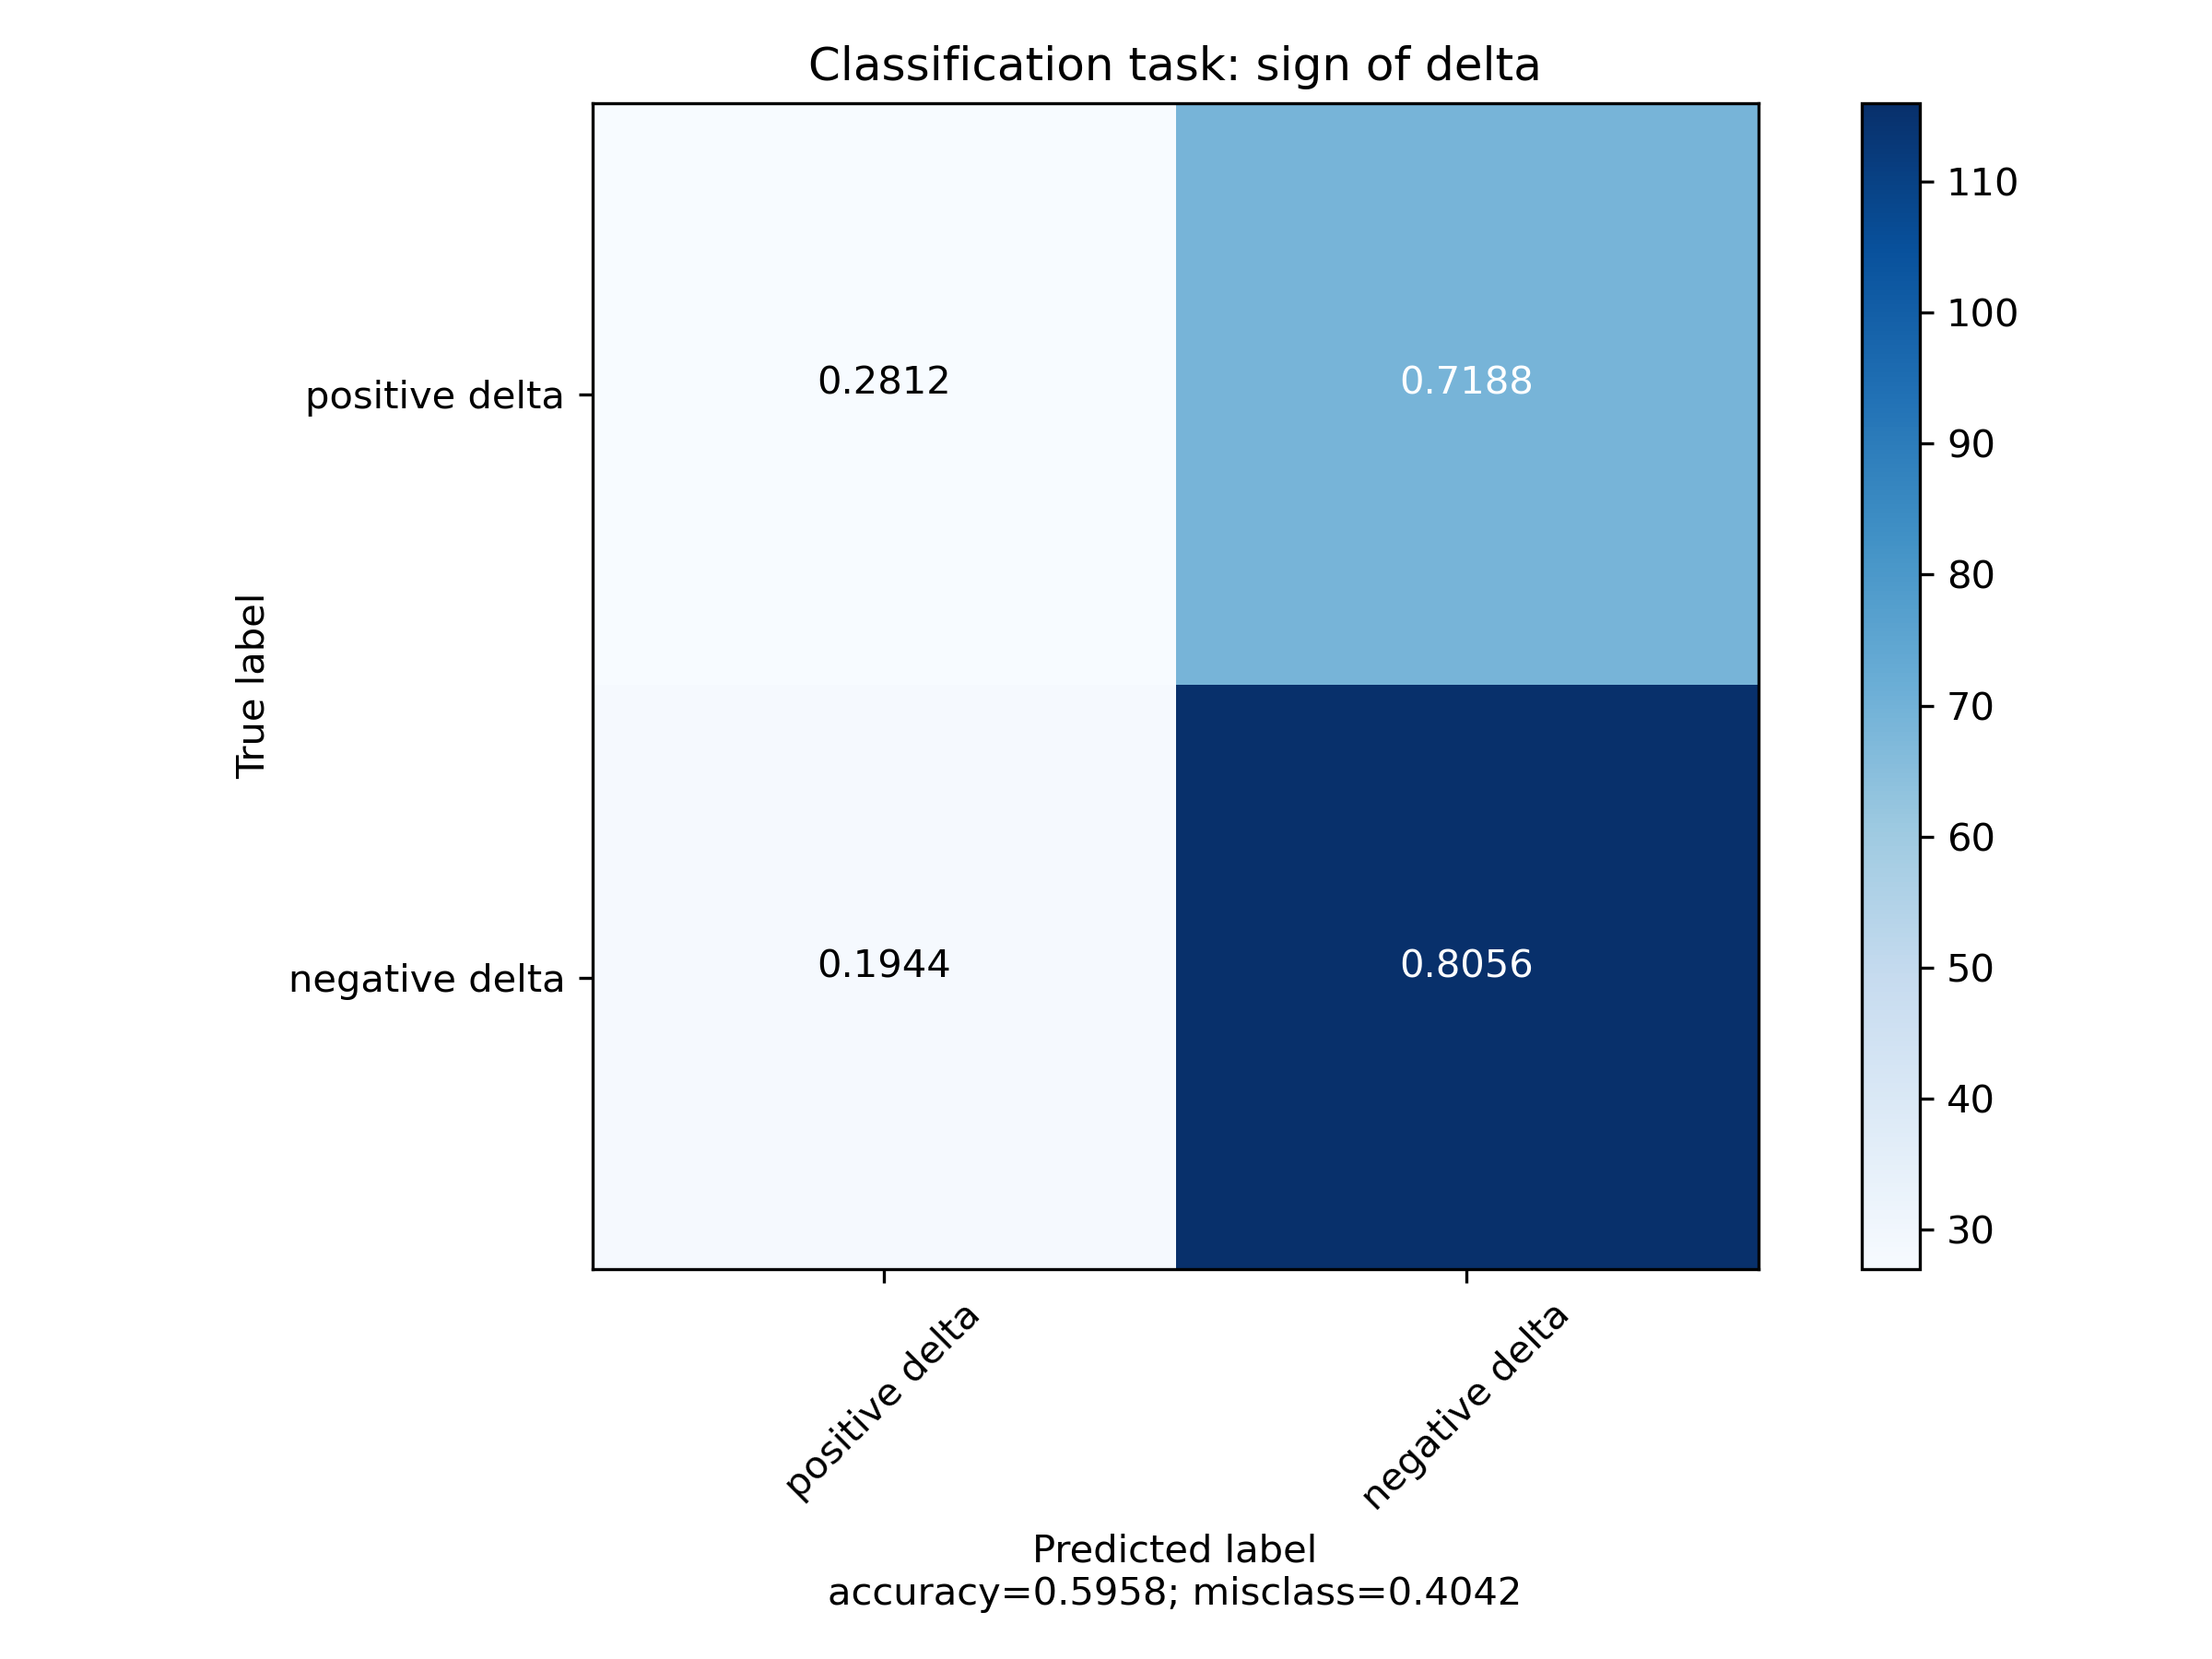 Classification task: sign of delta
110
100
90
80
70
60
50
40
30
True label
positive delta
negative delta
0.2812
0.7188
0.1944
0.8056
positive delta
negative delta
Predicted label
accuracy=0.5958; misclass=0.4042